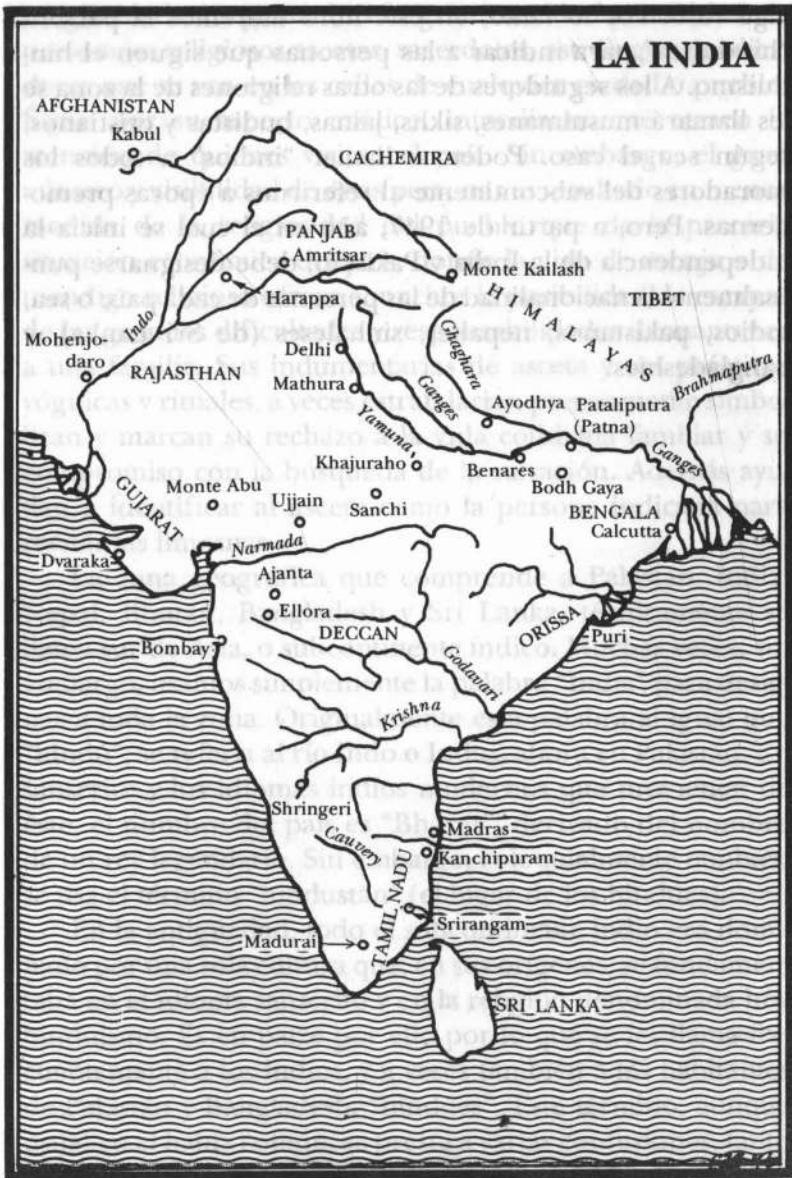 LA INDIA
AFGHANISTAN
Kabul
CACHEMIRA
PANJAB
Amritsar
Monte Kailash
Harappa
HIMALAYAS
TIBET
Indo
Mohenjo-
daro
RAJASTHAN
Delhi
Mathura
Ghaghara
Ganges
Yamuna
Ayodhya
Pataliputra
(Patna)
Brahmaputra
Ganges
Khajuraho
Benares
Bodh Gaya
GUJARAT
Monte Abu
Ujjain
Sanchi
BENGALA
Calcutta
Dvaraka
Narmada
Ajanta
Ellora
DECCAN
ORISSA
Puri
Bombay
Godavari
Krishna
Shringeri
Cauvery
Madras
Kanchipuram
TAMIL NADU
Srirangam
Madurai
SRI LANKA